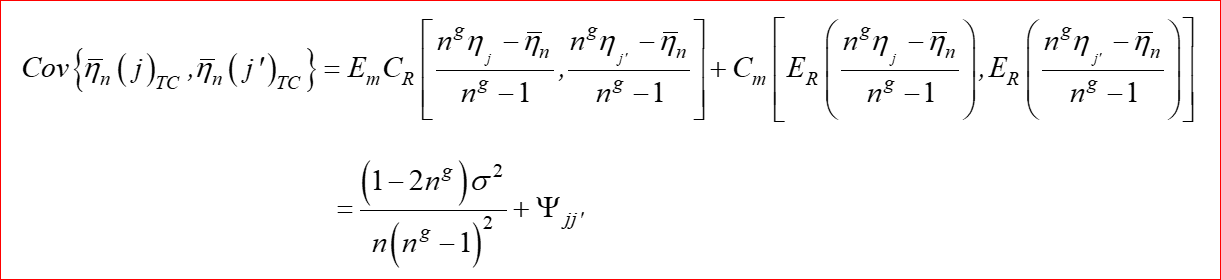 Cov{η̄ₙ(j)_TC , η̄ₙ(j′)_TC} = E_m C_R [ (n^g η_j − η̄ₙ)/(n^g − 1) , (n^g η_j′ − η̄ₙ)/(n^g − 1) ] + C_m [ E_R ( (n^g η_j − η̄ₙ)/(n^g − 1) ) , E_R ( (n^g η_j′ − η̄ₙ)/(n^g − 1) ) ]
= (1 − 2n^g)σ² / n(n^g − 1)² + Ψ_jj′